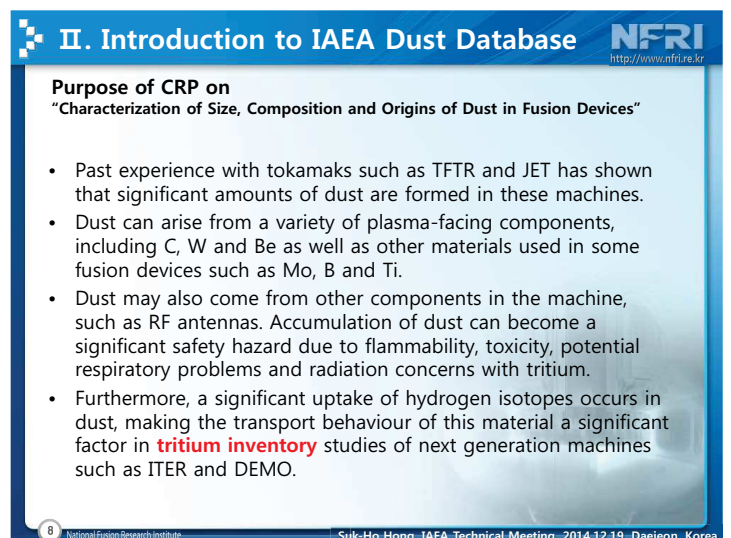 Ⅱ. Introduction to IAEA Dust Database
NFRI
http://www.nfri.re.kr
Purpose of CRP on
“Characterization of Size, Composition and Origins of Dust in Fusion Devices”
• Past experience with tokamaks such as TFTR and JET has shown
that significant amounts of dust are formed in these machines.
• Dust can arise from a variety of plasma-facing components,
including C, W and Be as well as other materials used in some
fusion devices such as Mo, B and Ti.
• Dust may also come from other components in the machine,
such as RF antennas. Accumulation of dust can become a
significant safety hazard due to flammability, toxicity, potential
respiratory problems and radiation concerns with tritium.
• Furthermore, a significant uptake of hydrogen isotopes occurs in
dust, making the transport behaviour of this material a significant
factor in tritium inventory studies of next generation machines
such as ITER and DEMO.
8
National Fusion Research Institute
Suk-Ho Hong, IAEA Technical Meeting, 2014.12.19, Daejeon, Korea